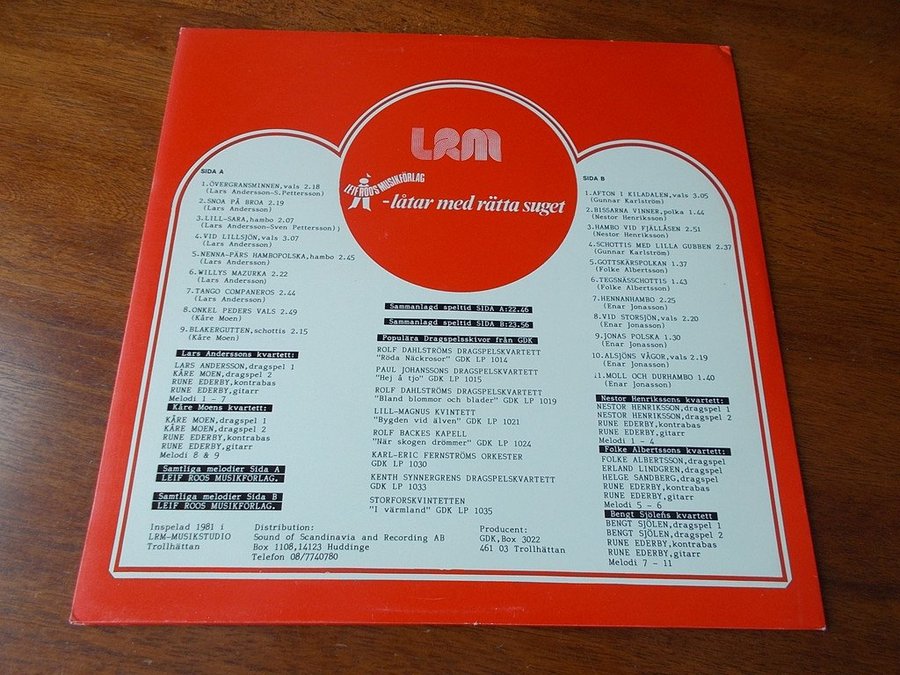 LRM
LEIF ROOS MUSIKFÖRLAG
-låtar med rätta suget
SIDA A
1.ÖVERGRANSMINNEN,vals 2.18
(Lars Andersson-S.Pettersson)
2.SNOA PÅ BROA 2.19
(Lars Andersson)
3.LILL-SARA,hambo 2.07
(Lars Andersson-Sven Pettersson))
4.VID LILLSJÖN,vals 3.07
(Lars Andersson)
5.NENNA-PÄRS HAMBOPOLSKA,hambo 2.45
(Lars Andersson)
6.WILLYS MAZURKA 2.22
(Lars Andersson)
7.TANGO COMPANEROS 2.44
(Lars Andersson)
8.ONKEL PEDERS VALS 2.49
(Kåre Moen)
9.BLAKERGUTTEN,schottis 2.15
(Kåre Moen)
Lars Anderssons kvartett:
LARS ANDERSSON,dragspel 1
KÅRE MOEN,dragspel 2
RUNE EDERBY,kontrabas
RUNE EDERBY,gitarr
Melodi 1 - 7
Kåre Moens kvartett:
KÅRE MOEN,dragspel 1
KÅRE MOEN,dragspel 2
RUNE EDERBY,kontrabas
RUNE EDERBY,gitarr
Melodi 8 & 9
Samtliga melodier Sida A
LEIF ROOS MUSIKFÖRLAG.
Samtliga melodier Sida B
LEIF ROOS MUSIKFÖRLAG.
Sammanlagd speltid SIDA A:22.46
Sammanlagd speltid SIDA B:23.56
Populära Dragspelsskivor från GDK
ROLF DAHLSTRÖMS DRAGSPELSKVARTETT
"Röda Näckrosor" GDK LP 1014
PAUL JOHANSSONS DRAGSPELSKVARTETT
"Hej å tjo" GDK LP 1015
ROLF DAHLSTRÖMS DRAGSPELSKVARTETT
"Bland blommor och blader" GDK LP 1019
LILL-MAGNUS KVINTETT
"Bygden vid älven" GDK LP 1021
ROLF BACKES KAPELL
"När skogen drömmer" GDK LP 1024
KARL-ERIC FERNSTRÖMS ORKESTER
GDK LP 1030
KENTH SYNNERGRENS DRAGSPELSKVARTETT
GDK LP 1033
STORFORSKVINTETTEN
"I värmland" GDK LP 1035
SIDA B
1.AFTON I KILADALEN,vals 3.05
(Gunnar Karlström)
2.BISSARNA VINNER,polka 1.44
(Nestor Henriksson)
3.HAMBO VID FJÄLLÅSEN 2.51
(Nestor Henriksson)
4.SCHOTTIS MED LILLA GUBBEN 2.37
(Gunnar Karlström)
5.GOTTSKÄRSPOLKAN 1.37
(Folke Albertsson)
6.TEGSNÄSSCHOTTIS 1.43
(Folke Albertsson)
7.HENNANHAMBO 2.25
(Enar Jonasson)
8.VID STORSJÖN,vals 2.20
(Enar Jonasson)
9.JONAS POLSKA 1.30
(Enar Jonasson)
10.ALSJÖNS VÅGOR,vals 2.19
(Enar Jonasson)
11.MOLL OCH DURHAMBO 1.40
(Enar Jonasson)
Nestor Henrikssons kvartett:
NESTOR HENRIKSSON,dragspel 1
NESTOR HENRIKSSON,dragspel 2
RUNE EDERBY,kontrabas
RUNE EDERBY,gitarr
Melodi 1 - 4
Folke Albertssons kvartett:
FOLKE ALBERTSSON,dragspel
ERLAND LINDGREN,dragspel
HELGE SANDBERG,dragspel
RUNE EDERBY,kontrabas
RUNE EDERBY,gitarr
Melodi 5 - 6
Bengt Sjöléns kvartett
BENGT SJÖLEN,dragspel 1
BENGT SJÖLEN,dragspel 2
RUNE EDERBY,kontrabas
RUNE EDERBY,gitarr
Melodi 7 - 11
Inspelad 1981 i
LRM-MUSIKSTUDIO
Trollhättan
Distribution:
Sound of Scandinavia and Recording AB
Box 1108,14123 Huddinge
Telefon 08/7740780
Producent:
GDK,Box 3022
461 03 Trollhättan